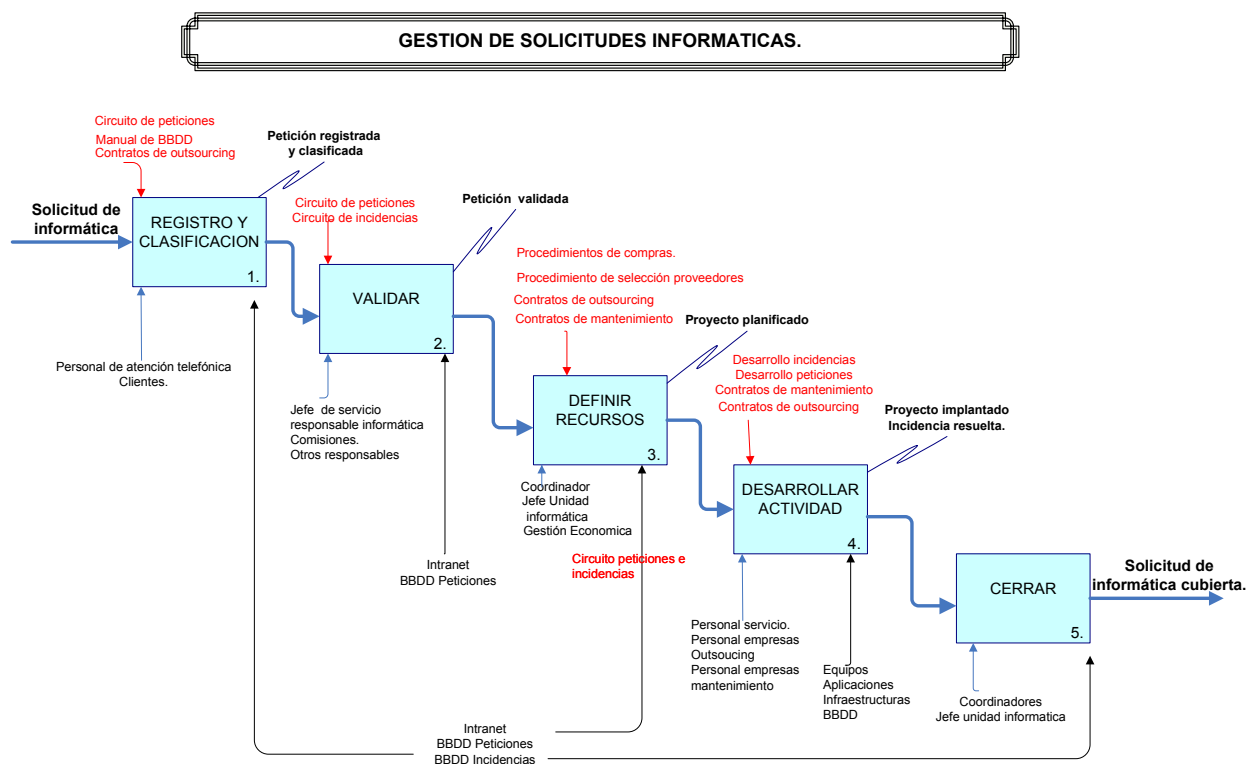 GESTION DE SOLICITUDES INFORMATICAS.
Circuito de peticiones
Manual de BBDD
Contratos de outsourcing
Petición registrada
y clasificada
Solicitud de
informática
REGISTRO Y
CLASIFICACION
1.
Personal de atención telefónica
Clientes.
Circuito de peticiones
Circuito de incidencias
Petición validada
VALIDAR
2.
Jefe de servicio
responsable informática
Comisiones.
Otros responsables
Intranet
BBDD Peticiones
Procedimientos de compras.
Procedimiento de selección proveedores
Contratos de outsourcing
Contratos de mantenimiento
Proyecto planificado
DEFINIR
RECURSOS
3.
Coordinador
Jefe Unidad
informática
Gestión Economica
Circuito peticiones e
incidencias
Desarrollo incidencias
Desarrollo peticiones
Contratos de mantenimiento
Contratos de outsourcing
Proyecto implantado
Incidencia resuelta.
DESARROLLAR
ACTIVIDAD
4.
Personal servicio.
Personal empresas
Outsoucing
Personal empresas
mantenimiento
Equipos
Aplicaciones
Infraestructuras
BBDD
CERRAR
5.
Solicitud de
informática cubierta.
Coordinadores
Jefe unidad informatica
Intranet
BBDD Peticiones
BBDD Incidencias